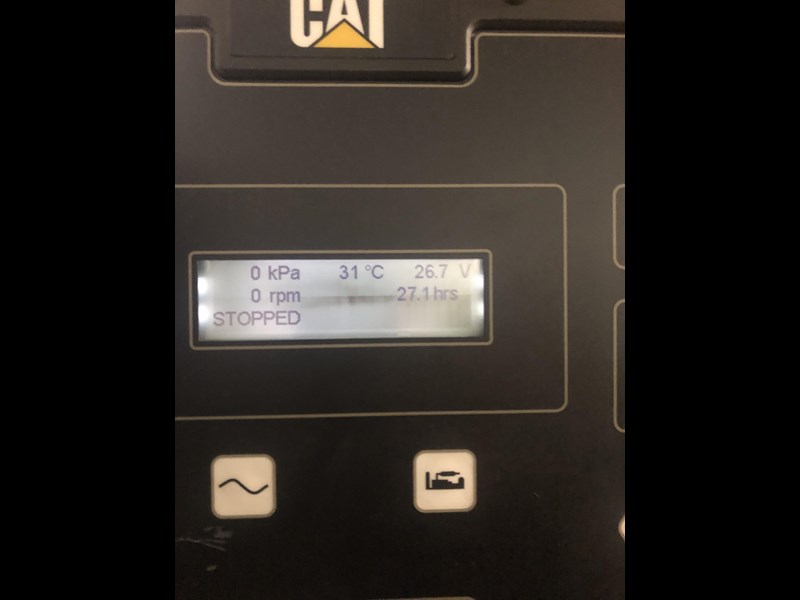 CAT
0 kPa 31 °C 26.7 V
0 rpm 27.1 hrs
STOPPED